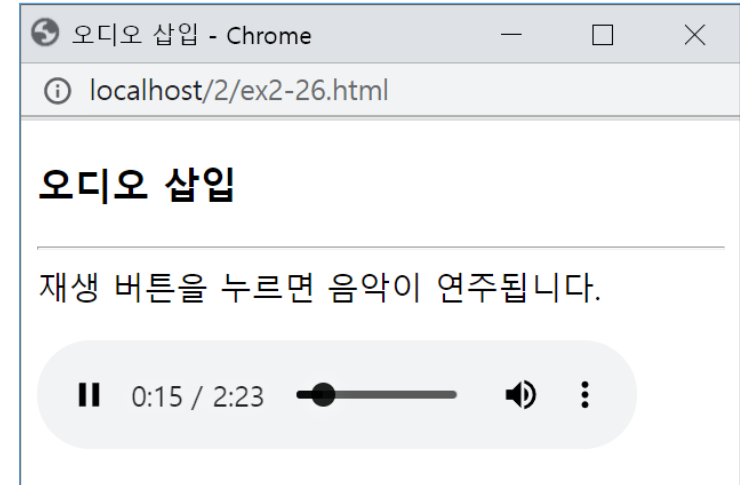 오디오 삽입 - Chrome
localhost/2/ex2-26.html
오디오 삽입
재생 버튼을 누르면 음악이 연주됩니다.
0:15 / 2:23